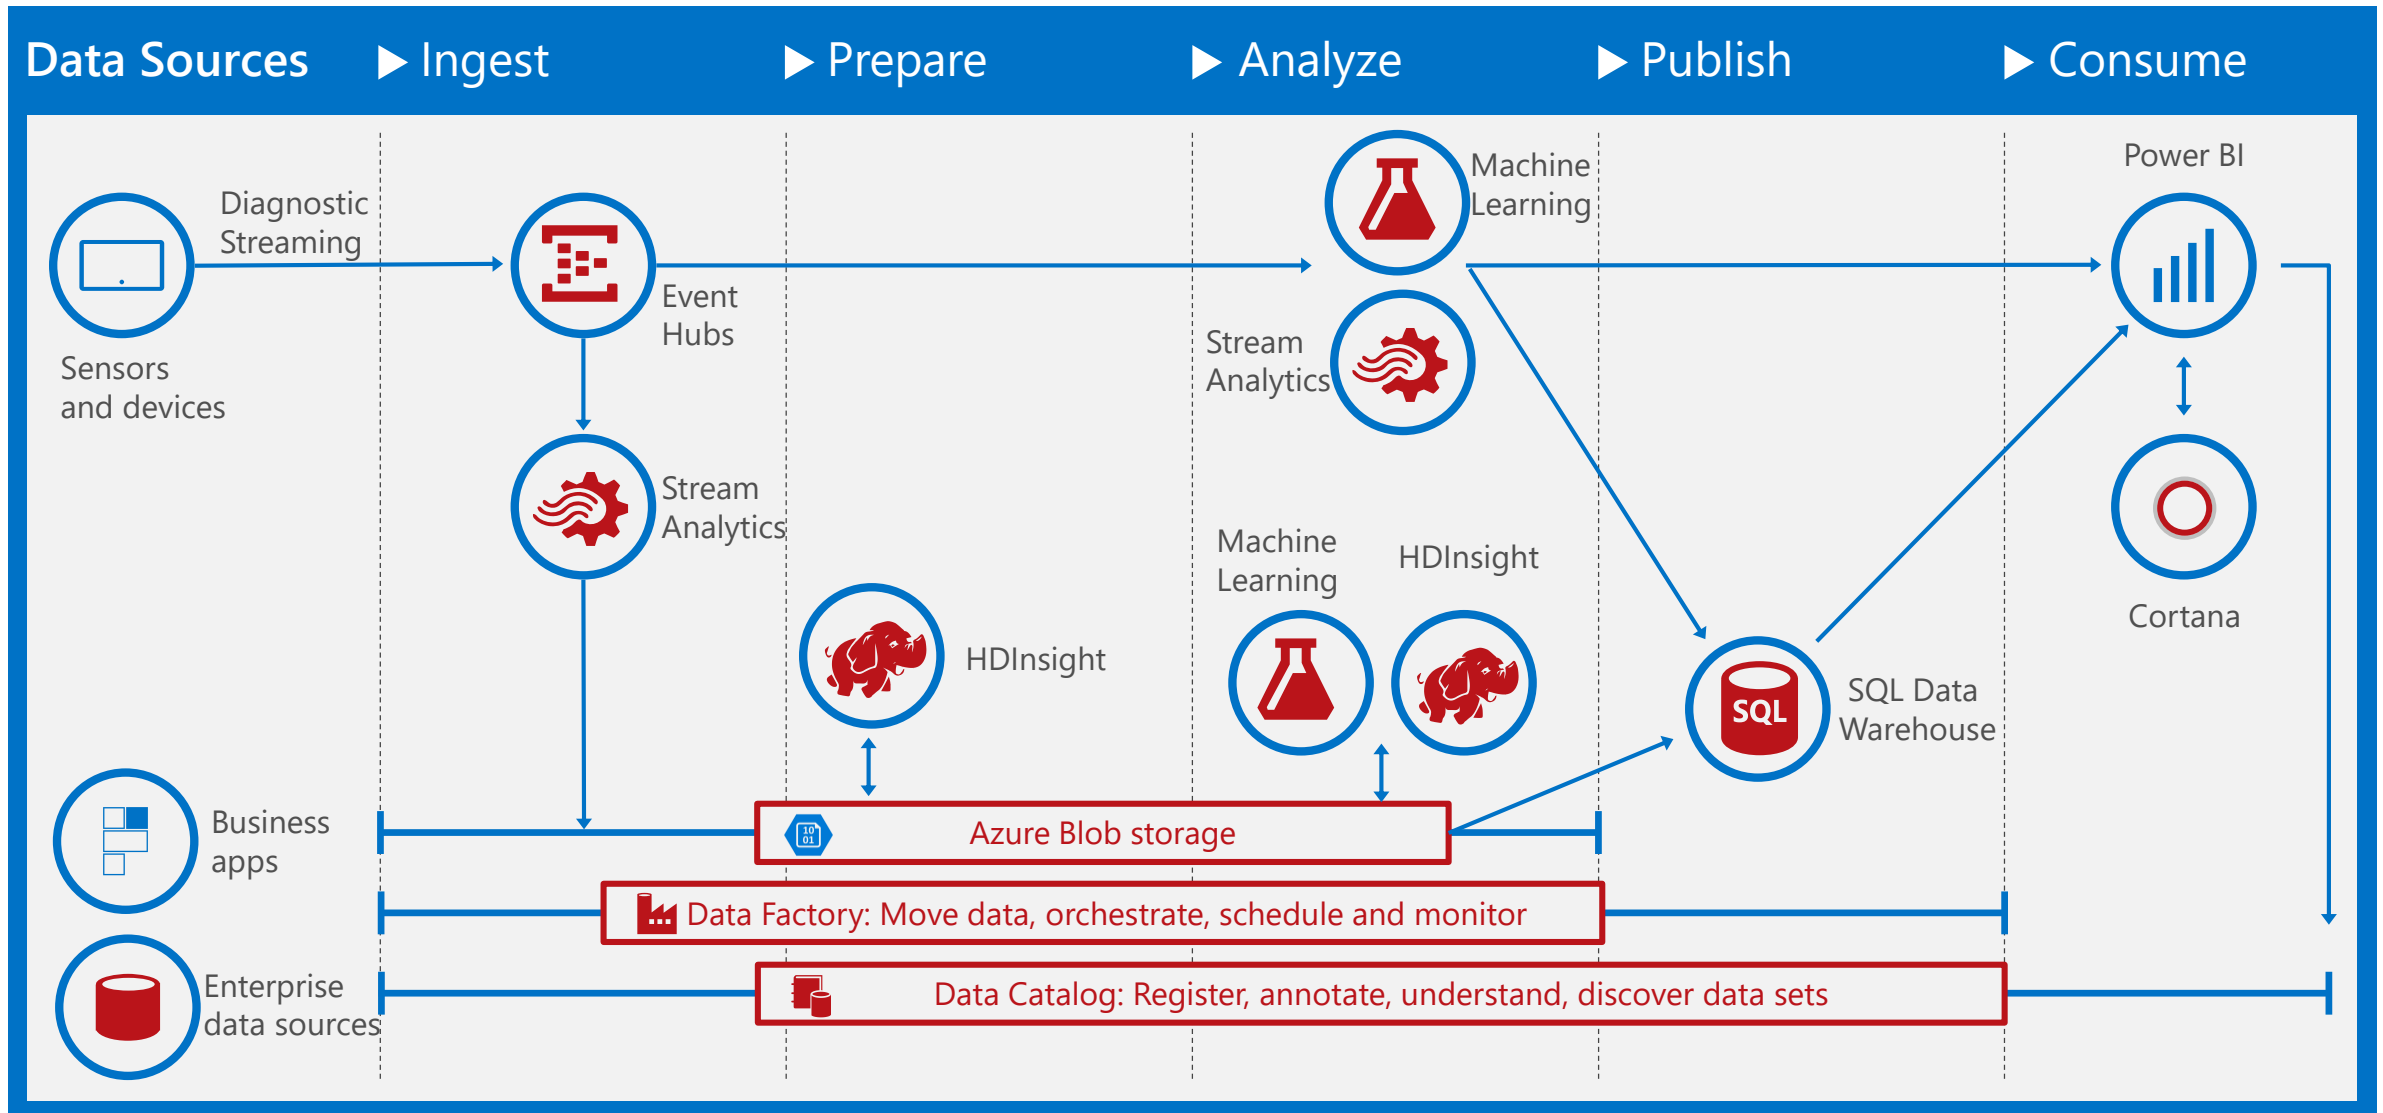 Data Sources
Ingest
Prepare
Analyze
Publish
Consume
Diagnostic
Streaming
Sensors
and devices
Event
Hubs
Stream
Analytics
Machine
Learning
Stream
Analytics
Power BI
Cortana
HDInsight
Machine
Learning
HDInsight
SQL
SQL Data
Warehouse
Business
apps
10
01
Azure Blob storage
Data Factory: Move data, orchestrate, schedule and monitor
Enterprise
data sources
Data Catalog: Register, annotate, understand, discover data sets